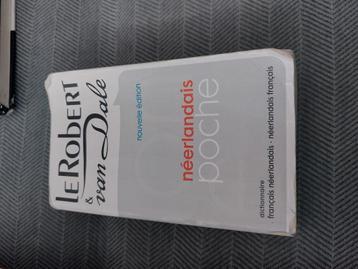 LE ROBERT
& van Dale
nouvelle édition
néerlandais
poche
dictionnaire
français néerlandais - néerlandais français